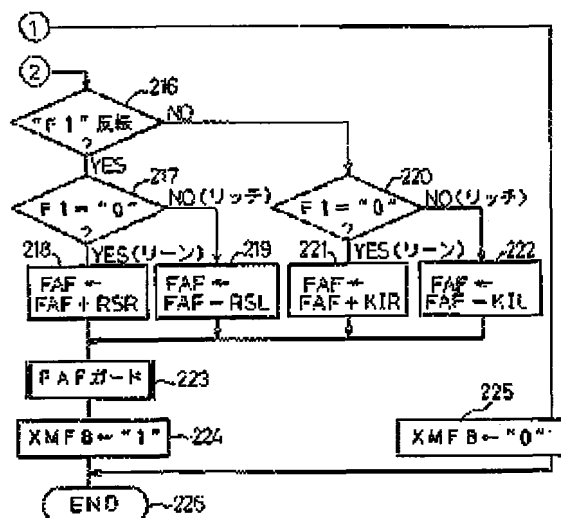 ①
②
216
"F1"反転
?
NO
YES
217
F1="0"
?
NO(リッチ)
YES(リーン)
220
F1="0"
?
NO(リッチ)
YES(リーン)
218
FAF←
FAF+RSR
219
FAF←
FAF-RSL
221
FAF←
FAF+KIR
222
FAF←
FAF-KIL
FAFガード
223
XMFB←"1"
224
225
XMFB←"0"
END
226